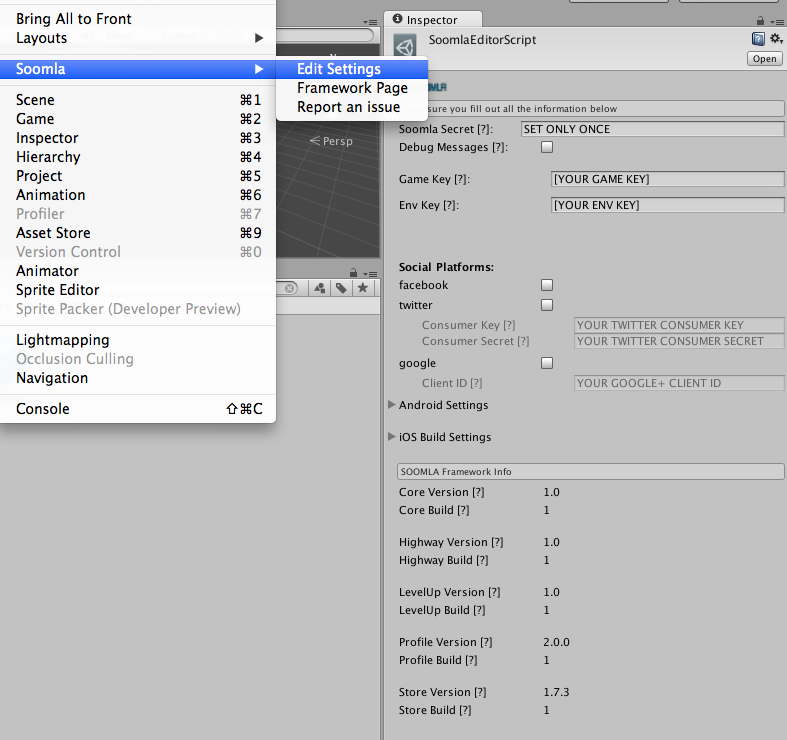 Bring All to Front
Layouts
Soomla
Edit Settings
Framework Page
Report an issue
Scene ⌘1
Game ⌘2
Inspector ⌘3
Hierarchy ⌘4
Project ⌘5
Animation ⌘6
Profiler ⌘7
Asset Store ⌘9
Version Control ⌘0
Animator
Sprite Editor
Sprite Packer (Developer Preview)
Lightmapping
Occlusion Culling
Navigation
Console ⇧⌘C
Persp
Inspector
SoomlaEditorScript
Open
sure you fill out all the information below
Soomla Secret [?]: SET ONLY ONCE
Debug Messages [?]:
Game Key [?]: [YOUR GAME KEY]
Env Key [?]: [YOUR ENV KEY]
Social Platforms:
facebook
twitter
Consumer Key [?] YOUR TWITTER CONSUMER KEY
Consumer Secret [?] YOUR TWITTER CONSUMER SECRET
google
Client ID [?] YOUR GOOGLE+ CLIENT ID
Android Settings
iOS Build Settings
SOOMLA Framework Info
Core Version [?] 1.0
Core Build [?] 1
Highway Version [?] 1.0
Highway Build [?] 1
LevelUp Version [?] 1.0
LevelUp Build [?] 1
Profile Version [?] 2.0.0
Profile Build [?] 1
Store Version [?] 1.7.3
Store Build [?] 1